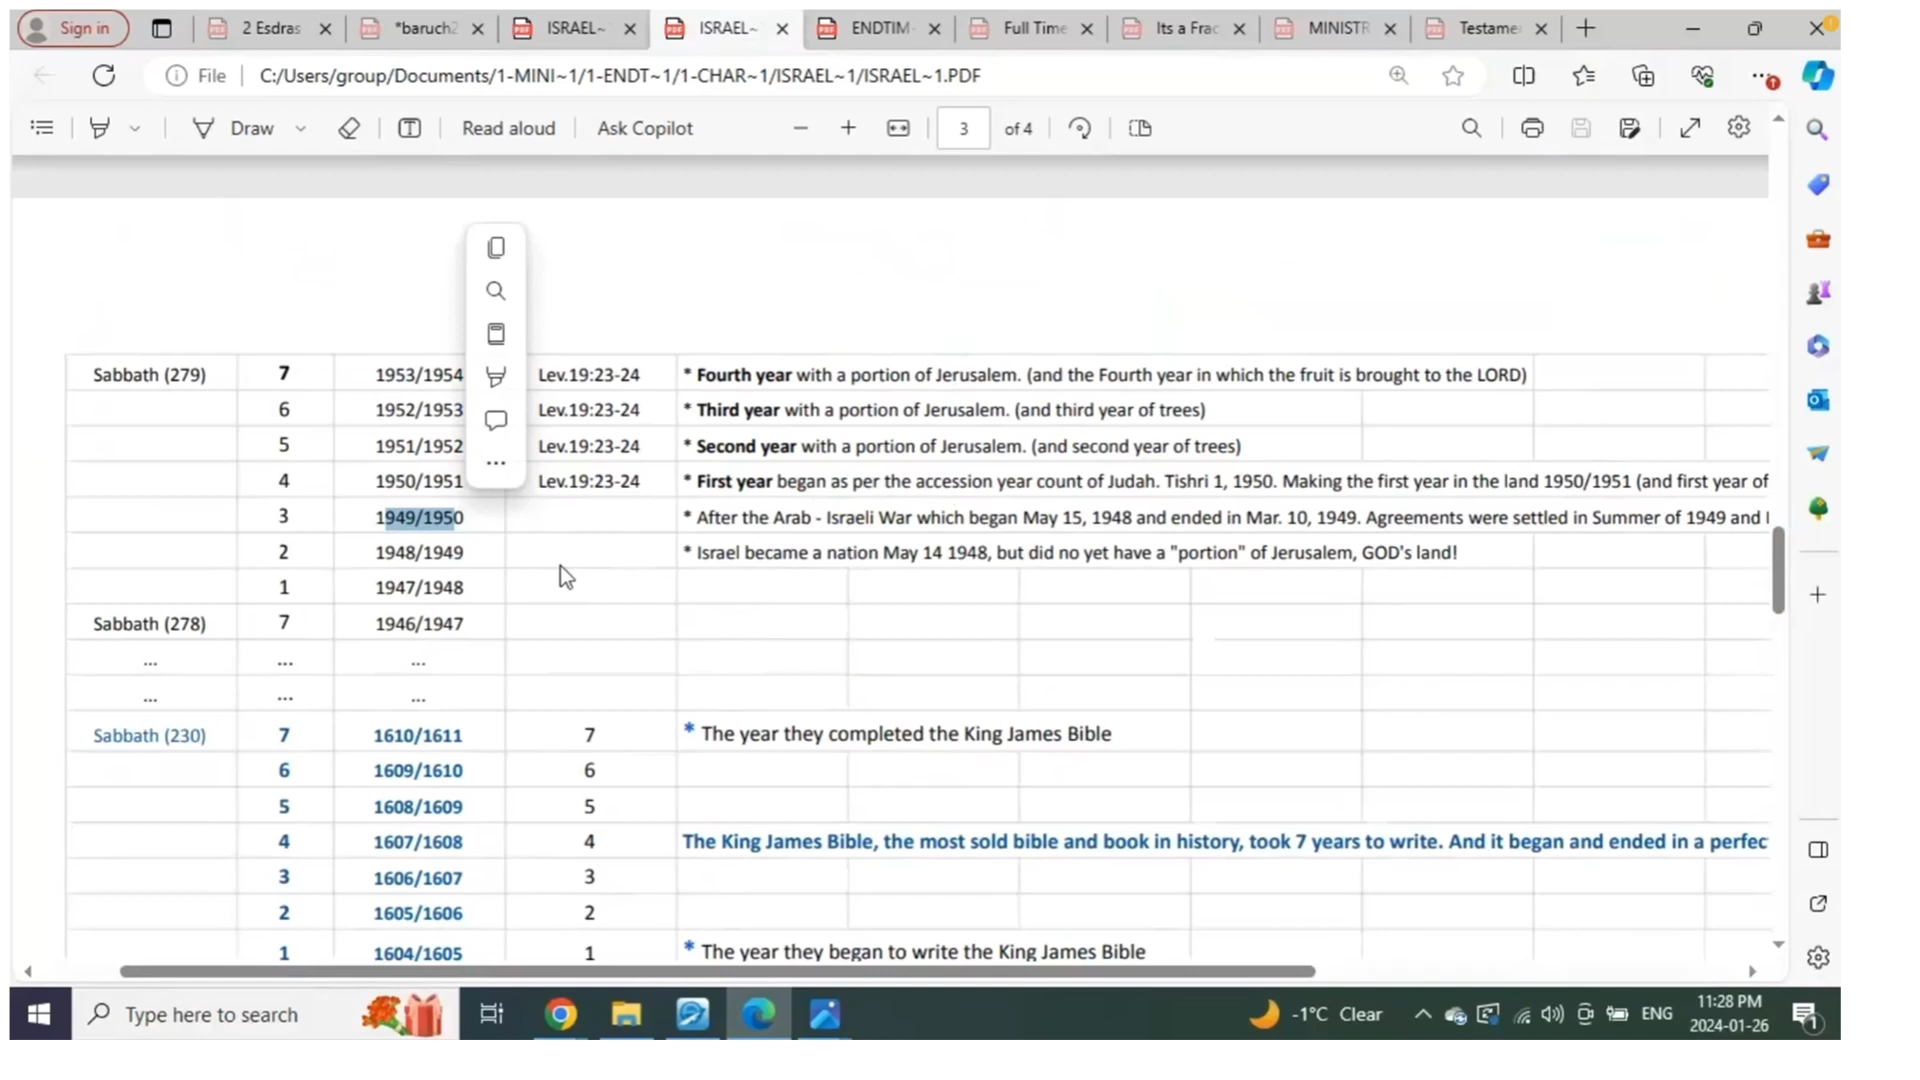 Sign in 2 Esdras *baruch2 ISRAEL~ ISRAEL~ ENDTIM Full Time Its a Frac MINISTR Testame
File C:/Users/group/Documents/1-MINI~1/1-ENDT~1/1-CHAR~1/ISRAEL~1/ISRAEL~1.PDF
Draw Read aloud Ask Copilot 3 of 4
Sabbath (279) 7 1953/1954 Lev.19:23-24 * Fourth year with a portion of Jerusalem. (and the Fourth year in which the fruit is brought to the LORD)
6 1952/1953 Lev.19:23-24 * Third year with a portion of Jerusalem. (and third year of trees)
5 1951/1952 Lev.19:23-24 * Second year with a portion of Jerusalem. (and second year of trees)
4 1950/1951 Lev.19:23-24 * First year began as per the accession year count of Judah. Tishri 1, 1950. Making the first year in the land 1950/1951 (and first year of
3 1949/1950 * After the Arab - Israeli War which began May 15, 1948 and ended in Mar. 10, 1949. Agreements were settled in Summer of 1949 and
2 1948/1949 * Israel became a nation May 14 1948, but did no yet have a "portion" of Jerusalem, GOD's land!
1 1947/1948
Sabbath (278) 7 1946/1947
... ... ...
... ... ...
Sabbath (230) 7 1610/1611 7 * The year they completed the King James Bible
6 1609/1610 6
5 1608/1609 5
4 1607/1608 4 The King James Bible, the most sold bible and book in history, took 7 years to write. And it began and ended in a perfec
3 1606/1607 3
2 1605/1606 2
1 1604/1605 1 * The year they began to write the King James Bible
Type here to search -1°C Clear ENG 11:28 PM
2024-01-26 1